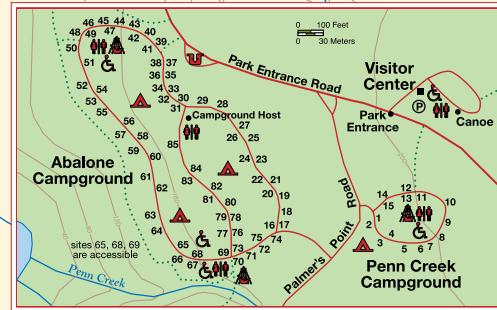 46 45 44 43
48 49 47 42 40
50 41 39
51 38 37
36 35
52 54 34 33
53 55 32 30 29 28
31
0 100 Feet
0 30 Meters
Park Entrance Road
Visitor
Center
P
Park
Entrance
Canoe
Campground Host
56 27
57 58 85 26 25
59
60 24 23
84
61 83 22 21
62 82 20 19
81
63 80 79 78 18
64 77 76 17
16
65 75 74
66 67 68 69 73 72
70 71
Abalone
Campground
sites 65, 68, 69
are accessible
Penn Creek
Palmer's Point Road
12
14 13 11 10
15
2 1 9
3 4 8
5 6 7
Penn Creek
Campground